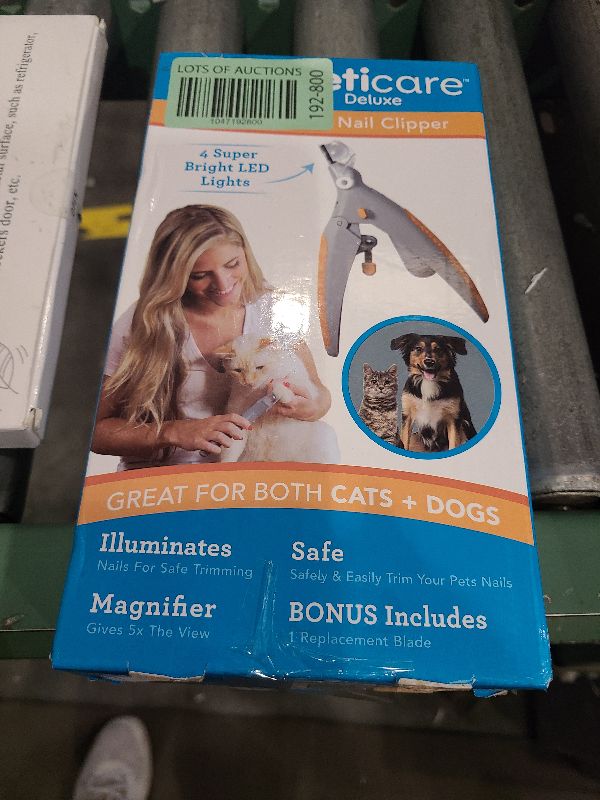 LOTS OF AUCTIONS
1047192800
192-800
eticare™
Deluxe
Nail Clipper
4 Super
Bright LED
Lights
GREAT FOR BOTH CATS + DOGS
Illuminates
Nails For Safe Trimming
Safe
Safely & Easily Trim Your Pets Nails
Magnifier
Gives 5x The View
BONUS Includes
1 Replacement Blade
surface, such as refrigerator,
door, etc.